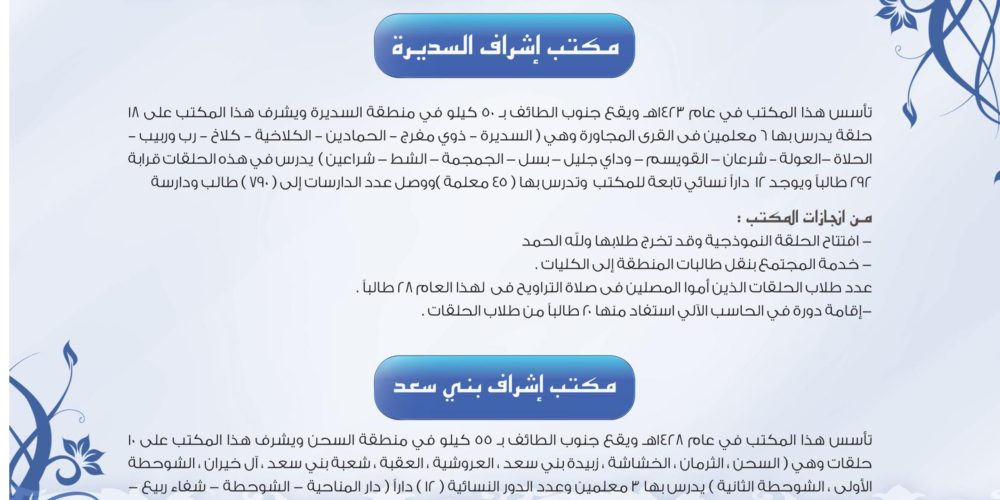 مكتب إشراف السديرة
تأسس هذا المكتب في عام ١٤٢٣هـ ويقع جنوب الطائف بـ ٥٠ كيلو في منطقة السديرة ويشرف هذا المكتب على ١٨
حلقة يدرس بها ٦ معلمين فى القرى المجاورة وهي ( السديرة - ذوي مفرج - الحمادين - الكلاخية - كلاخ - رب وربيب -
الحلاة -العولة - شرعان - القويسم - وداي جليل - بسل - الجمجمة - الشط - شراعين ) يدرس في هذه الحلقات قرابة
٢٩٢ طالباً ويوجد ١٢ داراً نسائي تابعة للمكتب وتدرس بها ( ٤٥ معلمة )ووصل عدد الدارسات إلى ( ٧٩٠ ) طالب ودارسة
من انجازات المكتب :
- افتتاح الحلقة النموذجية وقد تخرج طلابها ولله الحمد
- خدمة المجتمع بنقل طالبات المنطقة إلى الكليات .
عدد طلاب الحلقات الذين أموا المصلين فى صلاة التراويح فى لهذا العام ٢٨ طالباً .
-إقامة دورة في الحاسب الآلي استفاد منها ٢٠ طالباً من طلاب الحلقات .
مكتب إشراف بني سعد
تأسس هذا المكتب في عام ١٤٢٨هـ ويقع جنوب الطائف بـ ٥٥ كيلو في منطقة السحن ويشرف هذا المكتب على ١٠
حلقات وهي ( السحن ، الثرمان ، الخشاشة ، زبيدة بني سعد ، العروشية ، العقبة ، شعبة بني سعد ، آل خيران ، الشوحطة
الأولى ، الشوحطة الثانية ) يدرس بها ٣ معلمين وعدد الدور النسائية ( ١٢ ) داراً ( دار المناحية - الشوحطة - شفاء ربيع -